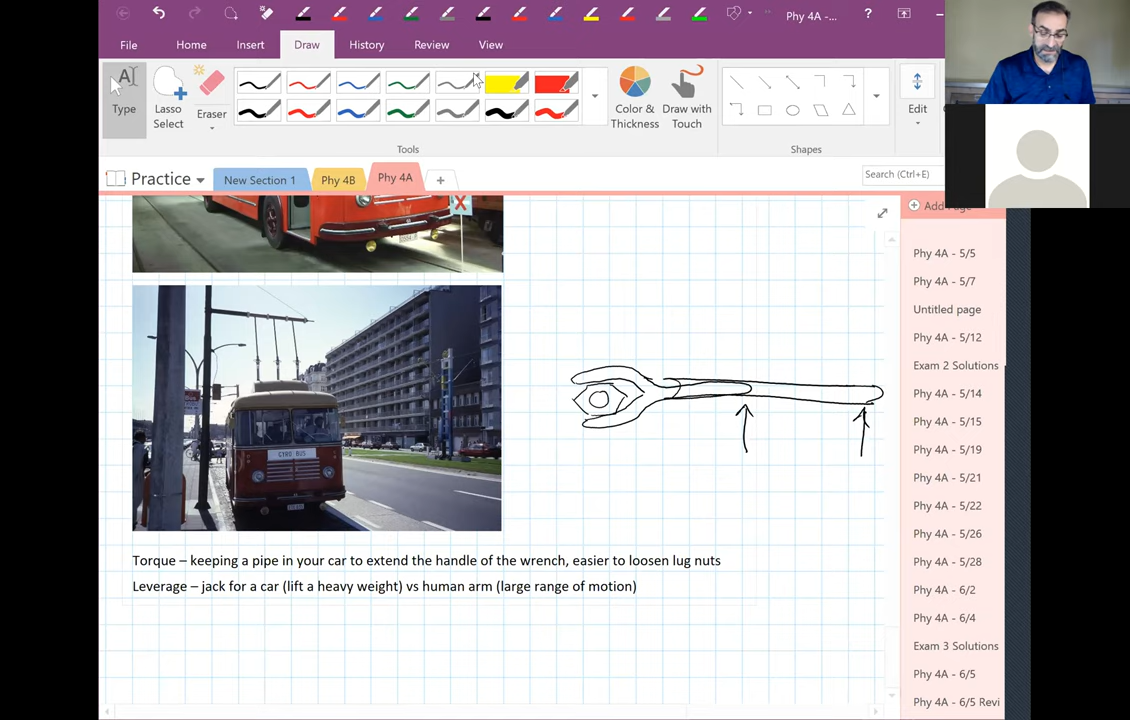 Phy 4A -...
?
File
Home
Insert
Draw
History
Review
View
A
Type
Lasso
Select
Eraser
Color &
Thickness
Draw with
Touch
Edit
Tools
Shapes
Practice
New Section 1
Phy 4B
Phy 4A
+
Search (Ctrl+E)
Add Page
Phy 4A - 5/5
Phy 4A - 5/7
Untitled page
Phy 4A - 5/12
Exam 2 Solutions
Phy 4A - 5/14
Phy 4A - 5/15
Phy 4A - 5/19
Phy 4A - 5/21
Phy 4A - 5/22
Phy 4A - 5/26
Phy 4A - 5/28
Phy 4A - 6/2
Phy 4A - 6/4
Exam 3 Solutions
Phy 4A - 6/5
Phy 4A - 6/5 Revi
X
GYRO BUS
Torque – keeping a pipe in your car to extend the handle of the wrench, easier to loosen lug nuts
Leverage – jack for a car (lift a heavy weight) vs human arm (large range of motion)